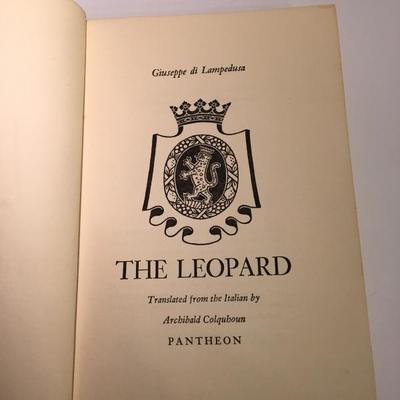 Giuseppe di Lampedusa
THE LEOPARD
Translated from the Italian by
Archibald Colquhoun
PANTHEON